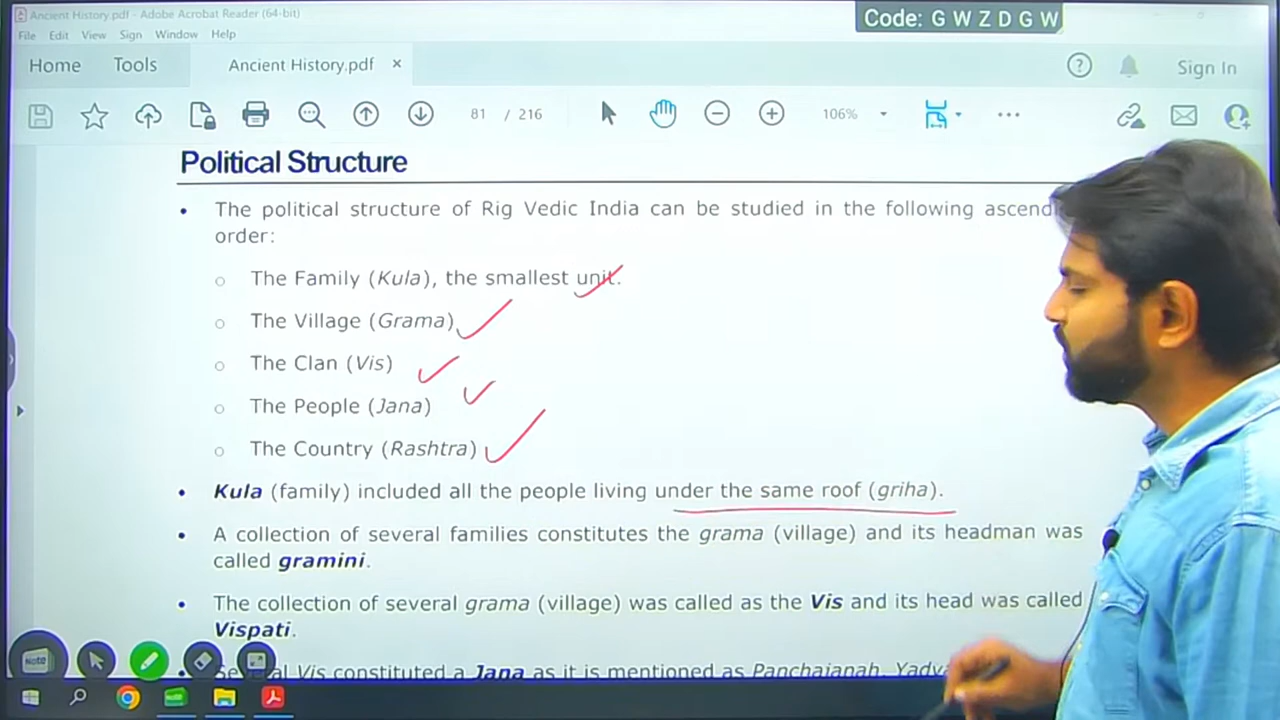 Ancient History.pdf - Adobe Acrobat Reader (64-bit)
Code: G W Z D G W
File Edit View Sign Window Help
Home Tools Ancient History.pdf × Sign In
81 / 216 106%
Political Structure
• The political structure of Rig Vedic India can be studied in the following
order:
o The Family (Kula), the smallest unit.
o The Village (Grama)
o The Clan (Vis)
o The People (Jana)
o The Country (Rashtra)
• Kula (family) included all the people living under the same roof (griha).
• A collection of several families constitutes the grama (village) and its headman was
called gramini.
• The collection of several grama (village) was called as the Vis and its head was called
Vispati.
Vis constituted a Jana as it is mentioned as Panchajanah,
Note